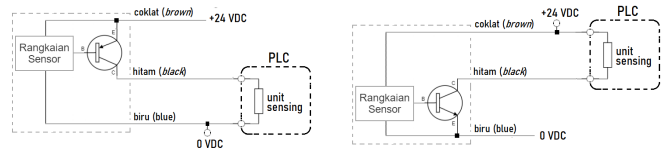 coklat (brown)
+24 VDC
E
B
C
Rangkaian
Sensor
PLC
hitam (black)
unit
sensing
biru (blue)
0 VDC
+24 VDC
PLC
coklat (brown)
unit
sensing
hitam (black)
C
Rangkaian
Sensor
B
E
biru (blue)
0 VDC